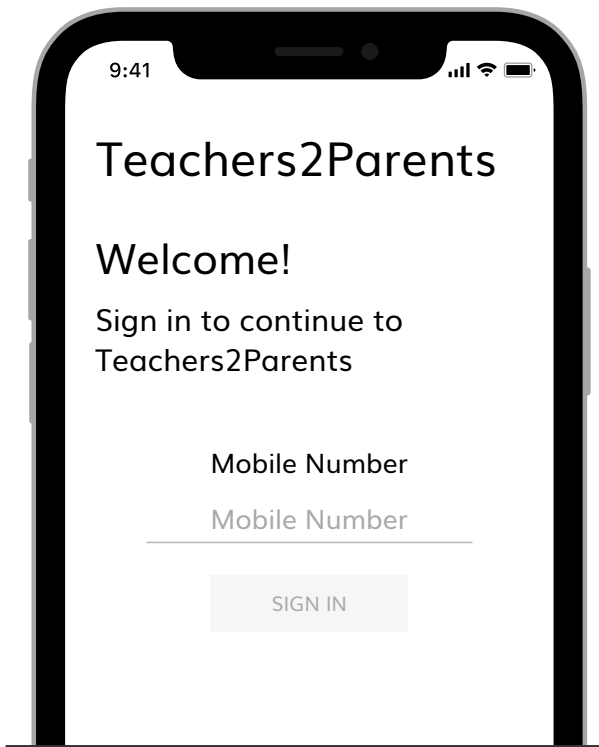 9:41
Teachers2Parents
Welcome!
Sign in to continue to
Teachers2Parents
Mobile Number
Mobile Number
SIGN IN